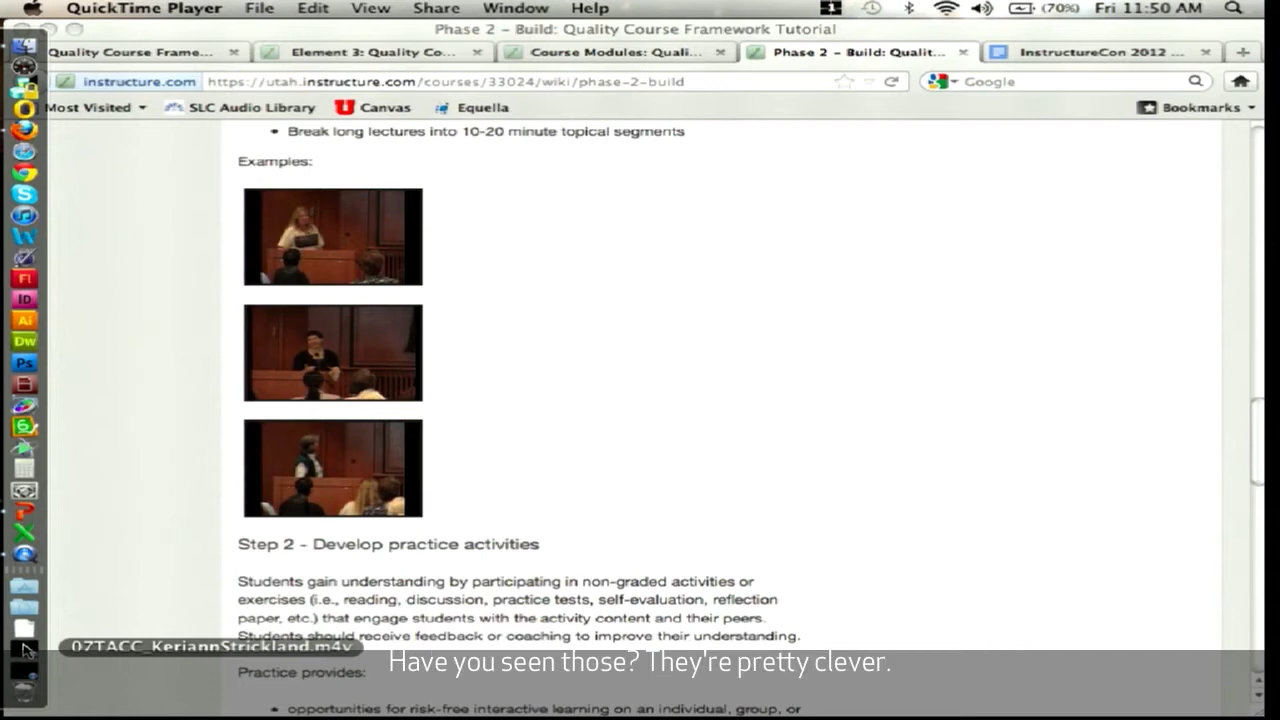 QuickTime Player File Edit View Share Window Help (70%) Fri 11:50 AM
Phase 2 – Build: Quality Course Framework Tutorial
Quality Course Frame... Element 3: Quality Co... Course Modules: Quali... Phase 2 – Build: Qualit... InstructureCon 2012 ...
instructure.com https://utah.instructure.com/courses/33024/wiki/phase-2-build Google
Most Visited SLC Audio Library Canvas Equella Bookmarks
• Break long lectures into 10-20 minute topical segments
Examples:
Fl
ID
Ai
Dw
Ps
Step 2 - Develop practice activities
Students gain understanding by participating in non-graded activities or
exercises (i.e., reading, discussion, practice tests, self-evaluation, reflection
paper, etc.) that engage students with the activity content and their peers.
Students should receive feedback or coaching to improve their understanding.
07TACC_KeriannStrickland.m4v
Have you seen those? They're pretty clever.
Practice provides:
• opportunities for risk-free interactive learning on an individual, group, or